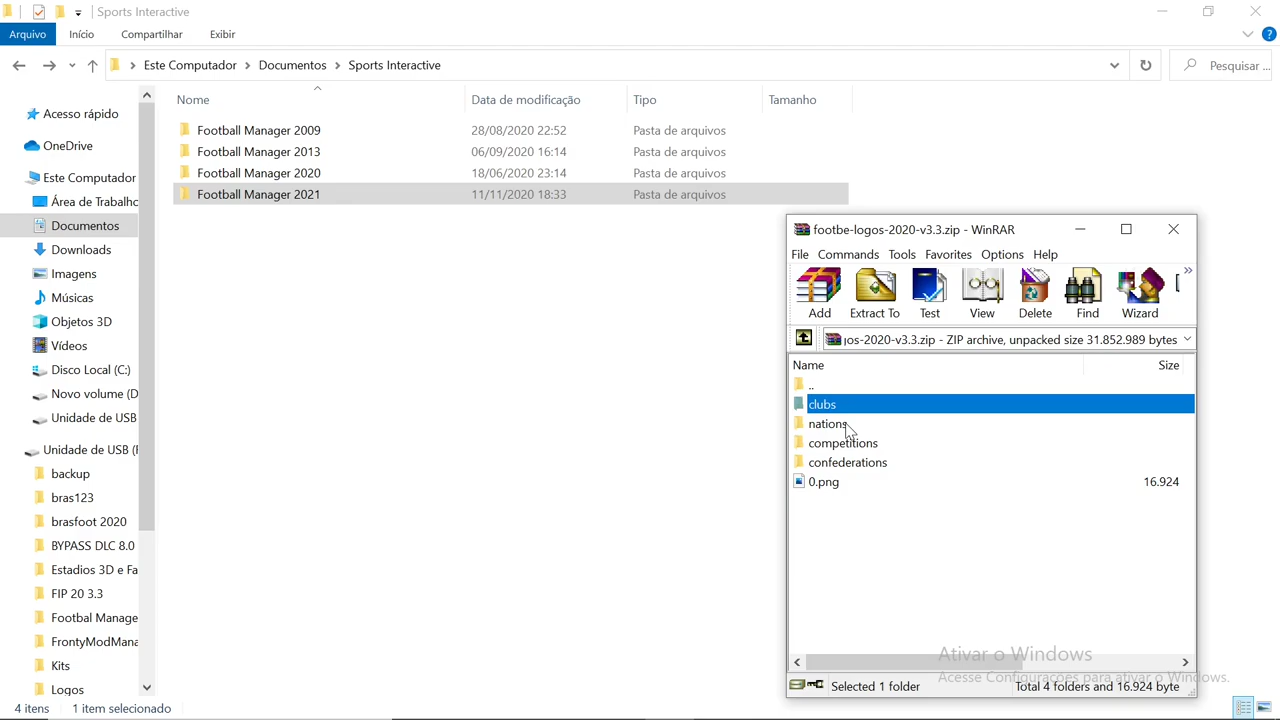 Sports Interactive
Arquivo Início Compartilhar Exibir
Este Computador Documentos Sports Interactive Pesquisar ...
Nome Data de modificação Tipo Tamanho
Football Manager 2009 28/08/2020 22:52 Pasta de arquivos
Football Manager 2013 06/09/2020 16:14 Pasta de arquivos
Football Manager 2020 18/06/2020 23:14 Pasta de arquivos
Football Manager 2021 11/11/2020 18:33 Pasta de arquivos
Acesso rápido
OneDrive
Este Computador
Área de Trabalho
Documentos
Downloads
Imagens
Músicas
Objetos 3D
Vídeos
Disco Local (C:)
Novo volume (D
Unidade de USB
Unidade de USB (
backup
bras123
brasfoot 2020
BYPASS DLC 8.0
Estadios 3D e Fa
FIP 20 3.3
Footbal Manage
FrontyModMana
Kits
Logos
4 itens 1 item selecionado
footbe-logos-2020-v3.3.zip - WinRAR
File Commands Tools Favorites Options Help
Add Extract To Test View Delete Find Wizard
os-2020-v3.3.zip - ZIP archive, unpacked size 31.852.989 bytes
Name Size
..
clubs
nations
competitions
confederations
0.png 16.924
Selected 1 folder Total 4 folders and 16.924 byte
Ativar o Windows
Acesse Configurações para ativar o Windows.